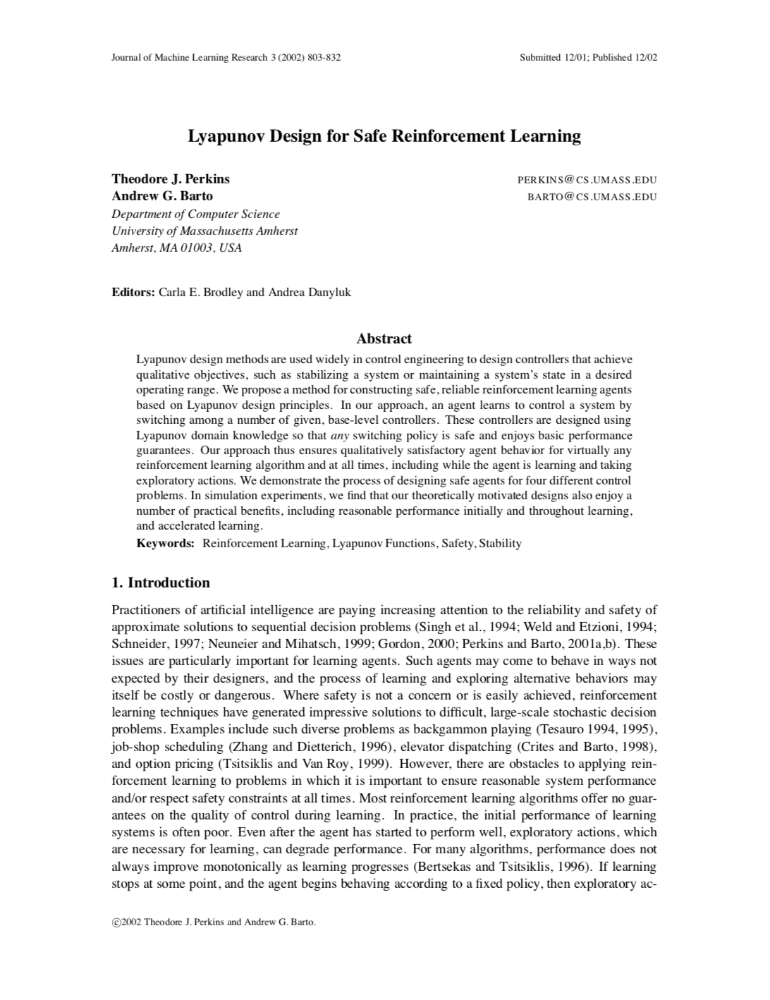 Journal of Machine Learning Research 3 (2002) 803-832 Submitted 12/01; Published 12/02
Lyapunov Design for Safe Reinforcement Learning
Theodore J. Perkins PERKINS@CS.UMASS.EDU
Andrew G. Barto BARTO@CS.UMASS.EDU
Department of Computer Science
University of Massachusetts Amherst
Amherst, MA 01003, USA
Editors: Carla E. Brodley and Andrea Danyluk
Abstract
Lyapunov design methods are used widely in control engineering to design controllers that achieve
qualitative objectives, such as stabilizing a system or maintaining a system's state in a desired
operating range. We propose a method for constructing safe, reliable reinforcement learning agents
based on Lyapunov design principles. In our approach, an agent learns to control a system by
switching among a number of given, base-level controllers. These controllers are designed using
Lyapunov domain knowledge so that any switching policy is safe and enjoys basic performance
guarantees. Our approach thus ensures qualitatively satisfactory agent behavior for virtually any
reinforcement learning algorithm and at all times, including while the agent is learning and taking
exploratory actions. We demonstrate the process of designing safe agents for four different control
problems. In simulation experiments, we find that our theoretically motivated designs also enjoy a
number of practical benefits, including reasonable performance initially and throughout learning,
and accelerated learning.
Keywords: Reinforcement Learning, Lyapunov Functions, Safety, Stability
1. Introduction
Practitioners of artificial intelligence are paying increasing attention to the reliability and safety of
approximate solutions to sequential decision problems (Singh et al., 1994; Weld and Etzioni, 1994;
Schneider, 1997; Neuneier and Mihatsch, 1999; Gordon, 2000; Perkins and Barto, 2001a,b). These
issues are particularly important for learning agents. Such agents may come to behave in ways not
expected by their designers, and the process of learning and exploring alternative behaviors may
itself be costly or dangerous. Where safety is not a concern or is easily achieved, reinforcement
learning techniques have generated impressive solutions to difficult, large-scale stochastic decision
problems. Examples include such diverse problems as backgammon playing (Tesauro 1994, 1995),
job-shop scheduling (Zhang and Dietterich, 1996), elevator dispatching (Crites and Barto, 1998),
and option pricing (Tsitsiklis and Van Roy, 1999). However, there are obstacles to applying rein-
forcement learning to problems in which it is important to ensure reasonable system performance
and/or respect safety constraints at all times. Most reinforcement learning algorithms offer no guar-
antees on the quality of control during learning. In practice, the initial performance of learning
systems is often poor. Even after the agent has started to perform well, exploratory actions, which
are necessary for learning, can degrade performance. For many algorithms, performance does not
always improve monotonically as learning progresses (Bertsekas and Tsitsiklis, 1996). If learning
stops at some point, and the agent begins behaving according to a fixed policy, then exploratory ac-
©2002 Theodore J. Perkins and Andrew G. Barto.